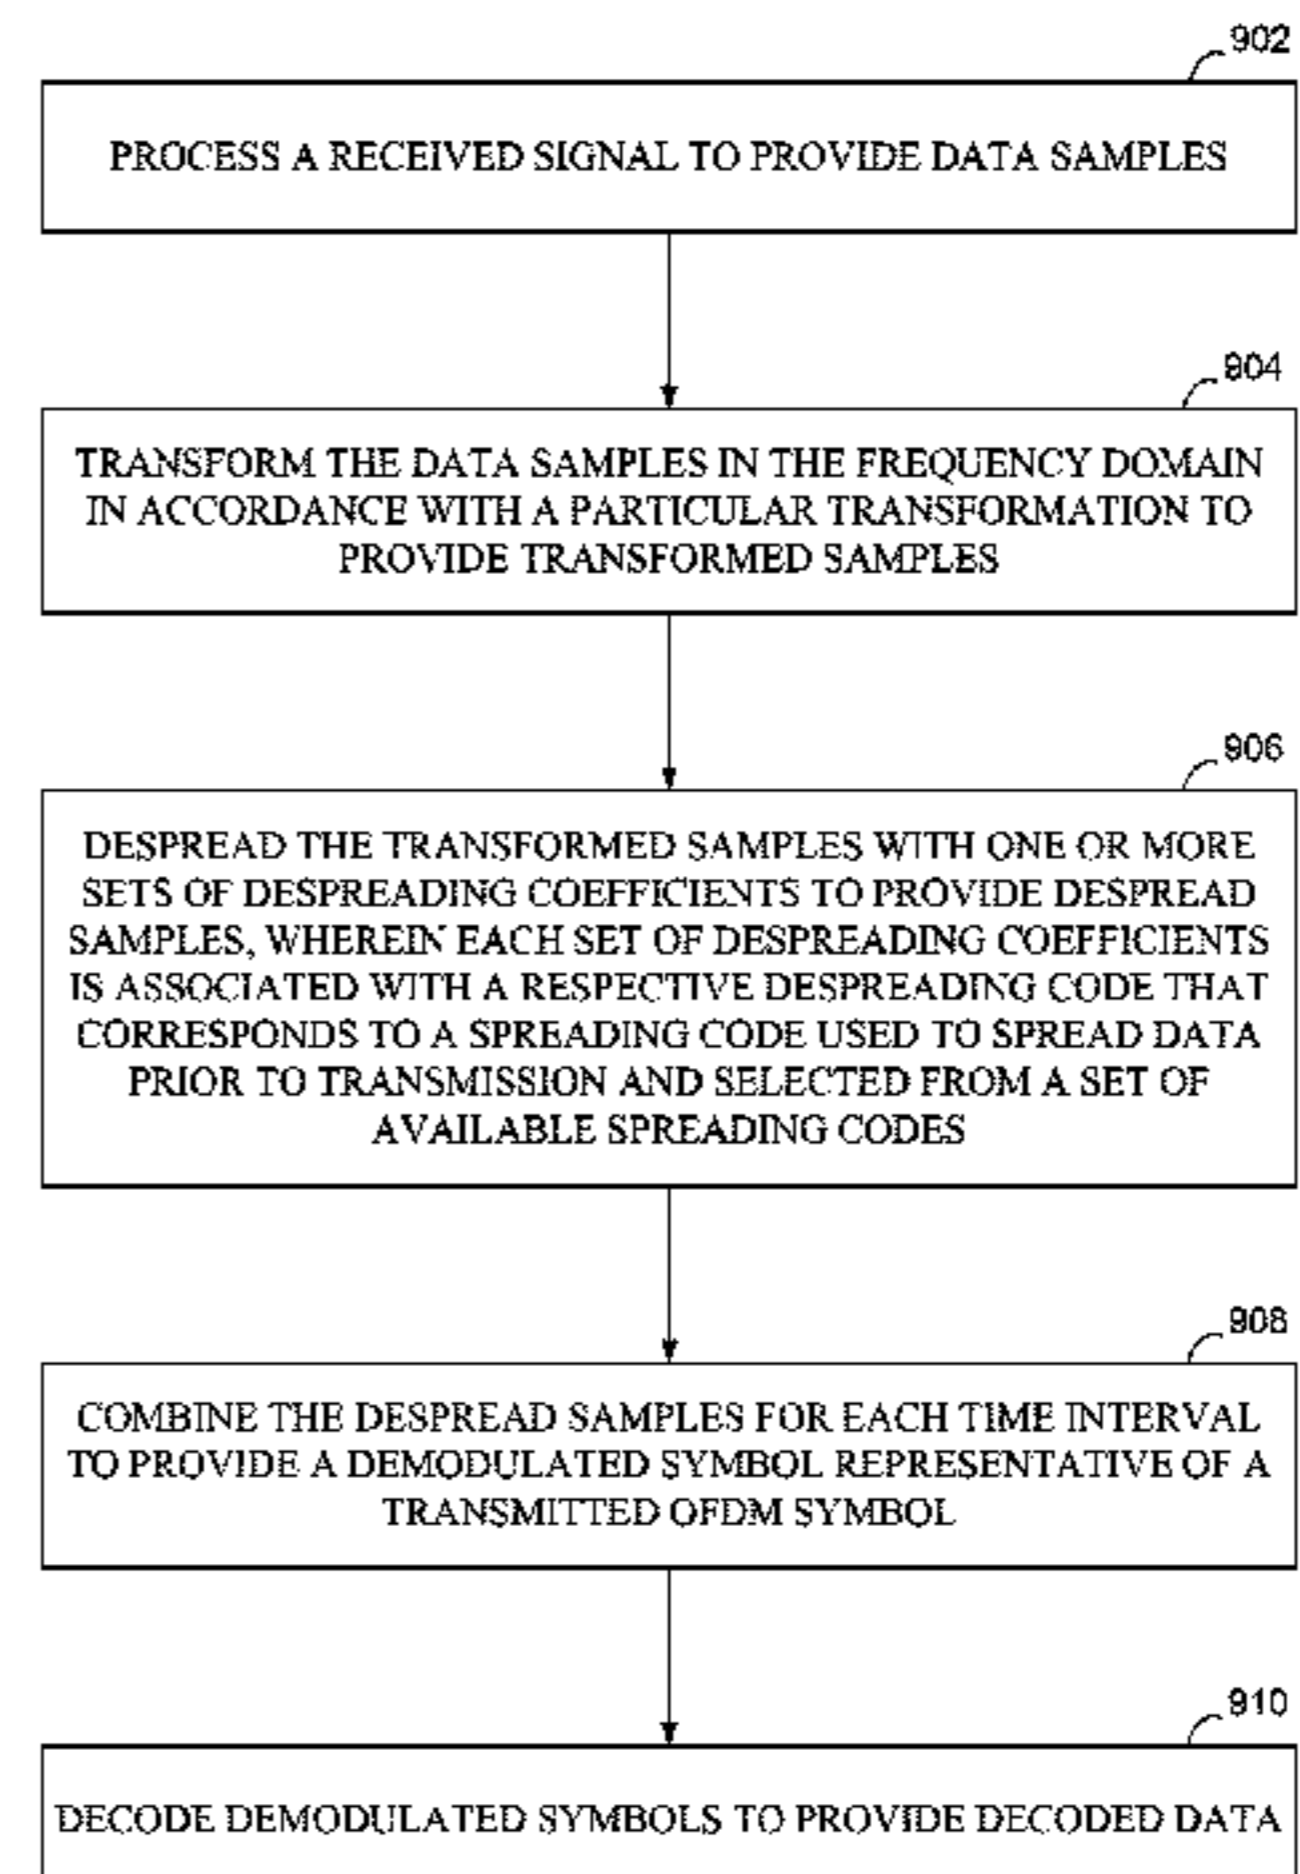 902
PROCESS A RECEIVED SIGNAL TO PROVIDE DATA SAMPLES
904
TRANSFORM THE DATA SAMPLES IN THE FREQUENCY DOMAIN
IN ACCORDANCE WITH A PARTICULAR TRANSFORMATION TO
PROVIDE TRANSFORMED SAMPLES
906
DESPREAD THE TRANSFORMED SAMPLES WITH ONE OR MORE
SETS OF DESPREADING COEFFICIENTS TO PROVIDE DESPREAD
SAMPLES, WHEREIN EACH SET OF DESPREADING COEFFICIENTS
IS ASSOCIATED WITH A RESPECTIVE DESPREADING CODE THAT
CORRESPONDS TO A SPREADING CODE USED TO SPREAD DATA
PRIOR TO TRANSMISSION AND SELECTED FROM A SET OF
AVAILABLE SPREADING CODES
908
COMBINE THE DESPREAD SAMPLES FOR EACH TIME INTERVAL
TO PROVIDE A DEMODULATED SYMBOL REPRESENTATIVE OF A
TRANSMITTED OFDM SYMBOL
910
DECODE DEMODULATED SYMBOLS TO PROVIDE DECODED DATA